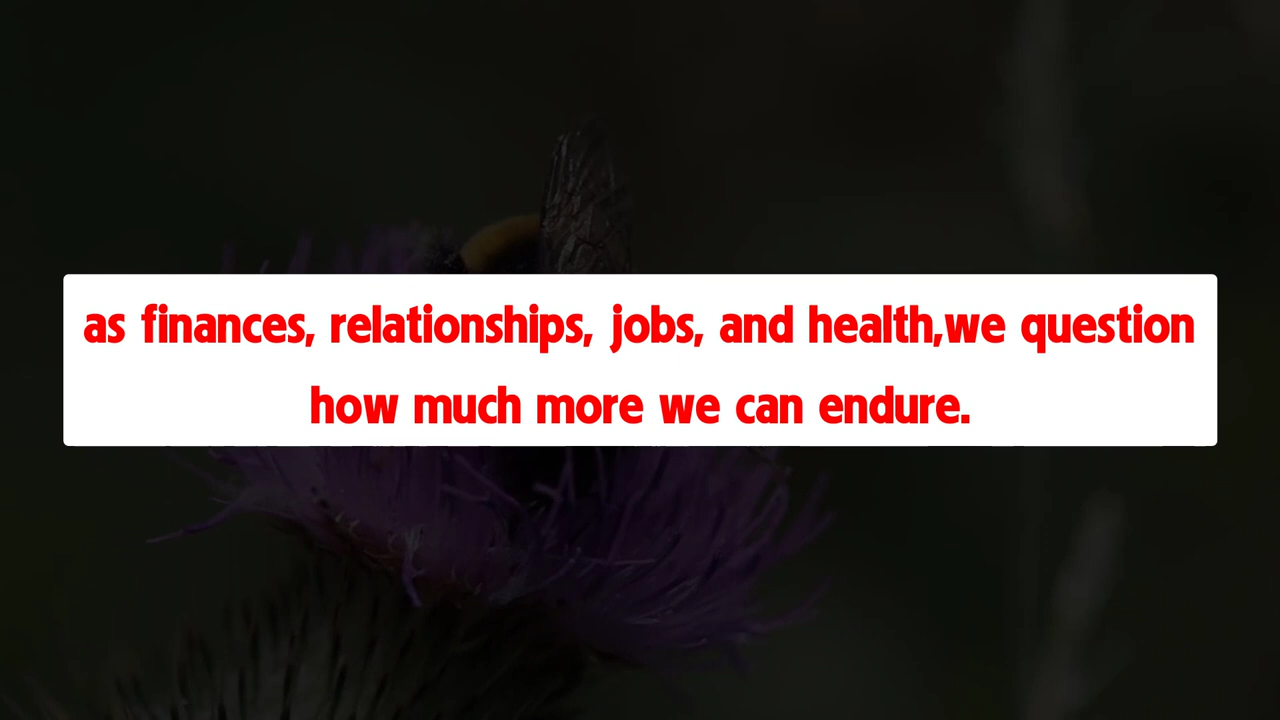 as finances, relationships, jobs, and health,we question
how much more we can endure.